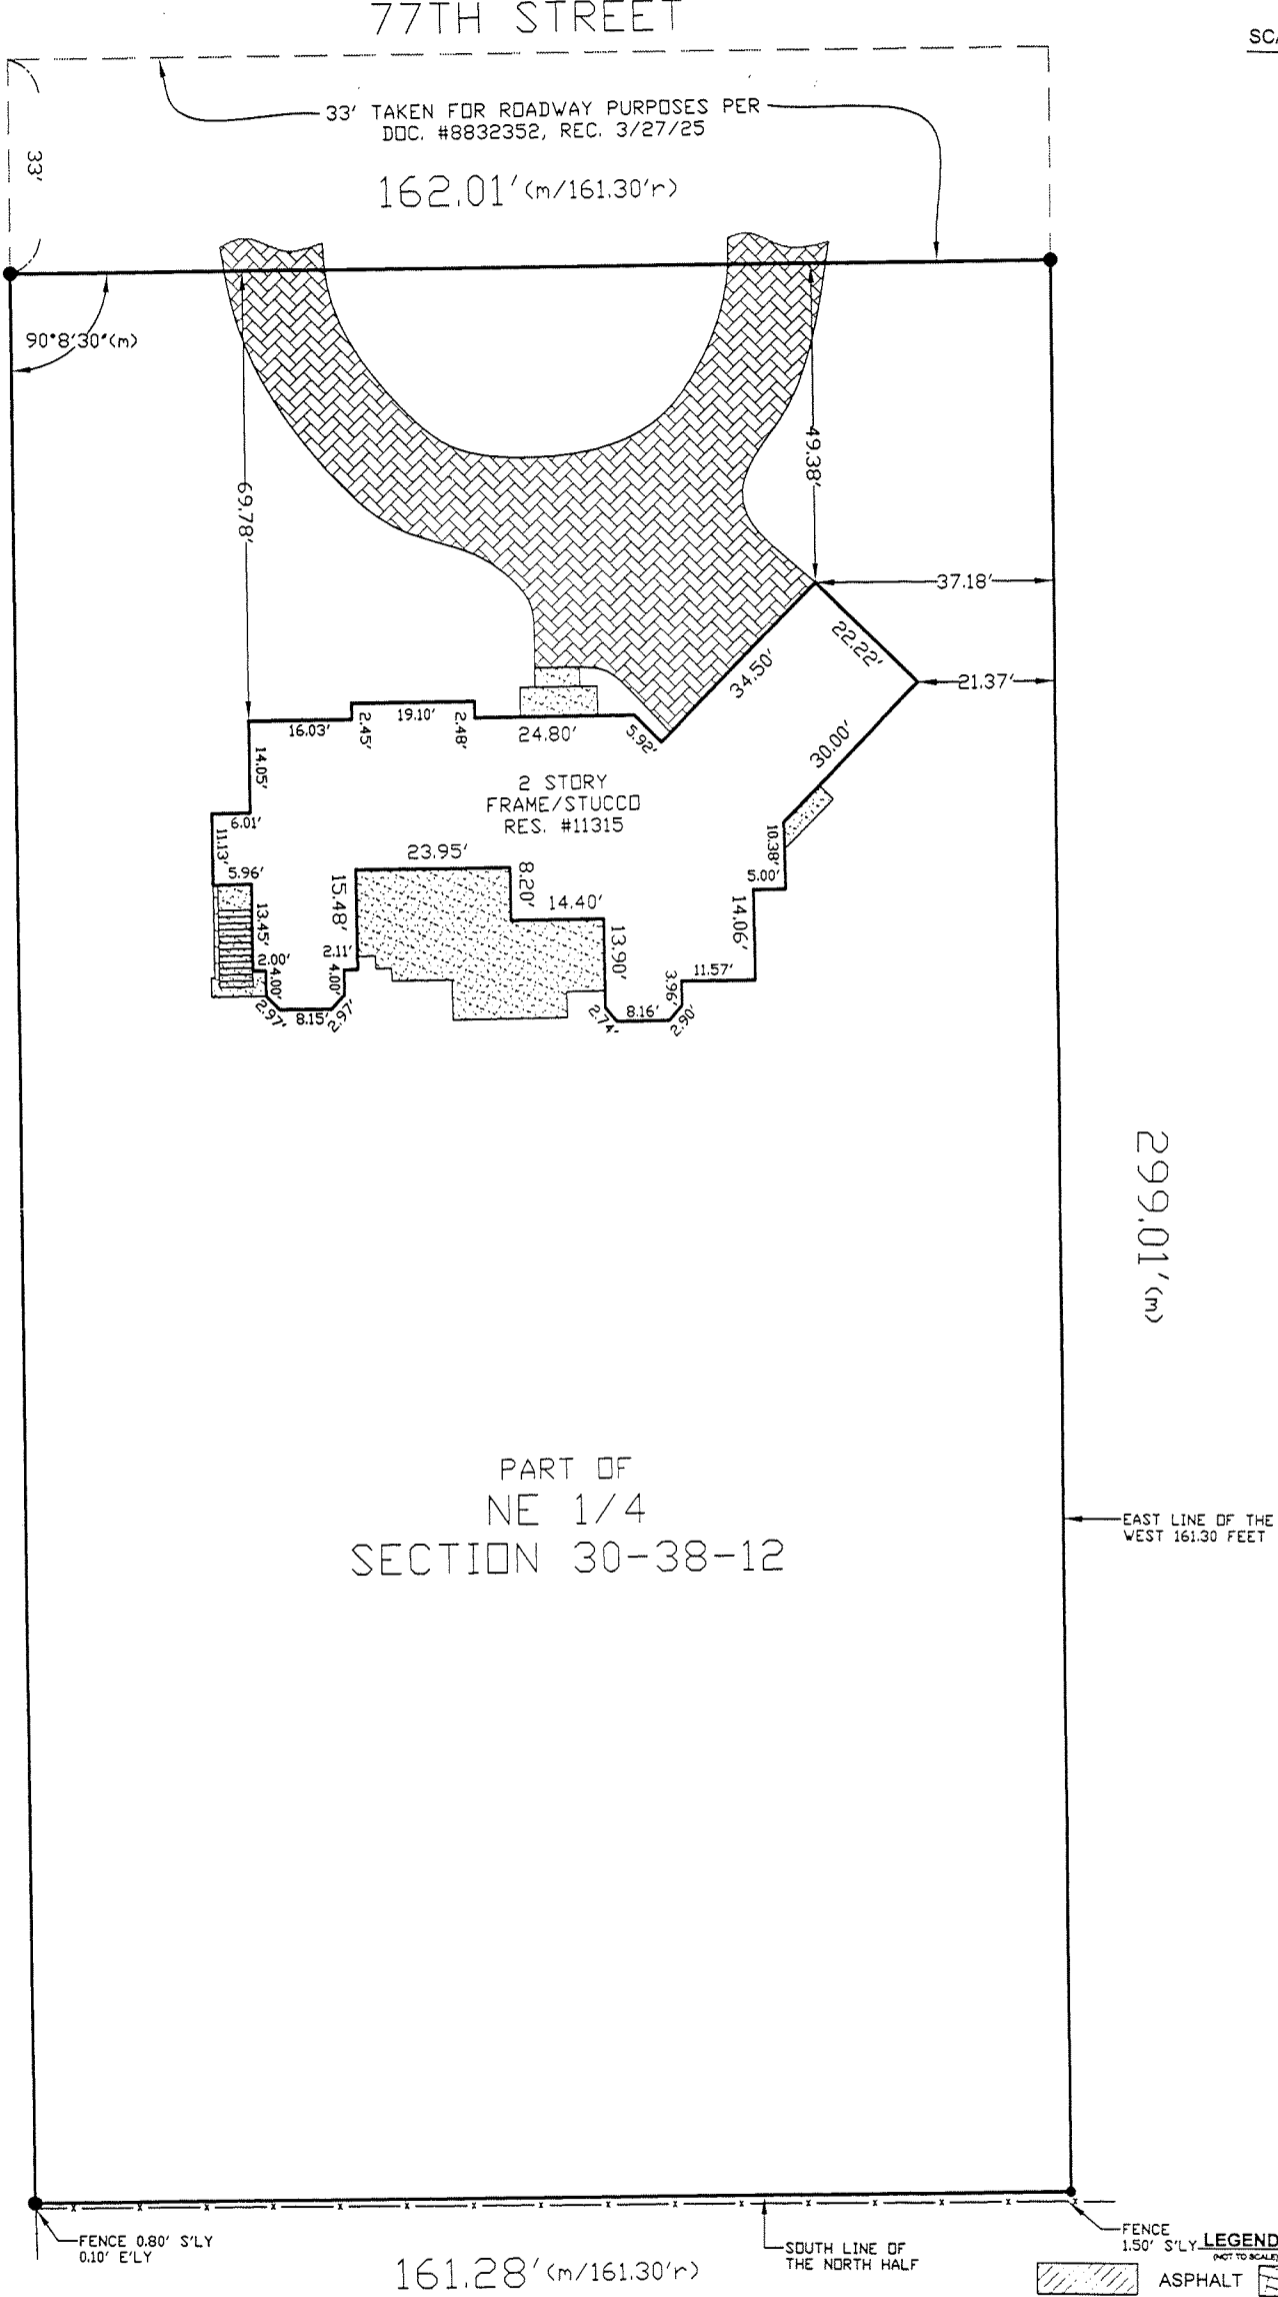 77TH STREET
SCA
33' TAKEN FOR ROADWAY PURPOSES PER
DOC. #8832352, REC. 3/27/25
33'
162.01' (m/161.30'r)
90°8'30"(m)
69.78'
49.38'
37.18'
22.22'
34.50'
21.37'
30.00'
16.03'
2.45'
19.10'
2.48'
24.80'
5.92'
14.05'
2 STORY
FRAME/STUCCO
RES. #11315
6.01'
11.13'
5.96'
23.95'
8.20'
14.40'
10.38'
5.00'
15.48'
13.45'
14.06'
13.90'
2.00'
4.00'
2.11'
4.00'
3.96'
11.57'
2.97'
8.15'
2.97'
2.74'
8.16'
2.90'
299.01' (m)
PART OF
NE 1/4
SECTION 30-38-12
EAST LINE OF THE
WEST 161.30 FEET
FENCE 0.80' S'LY
0.10' E'LY
SOUTH LINE OF
THE NORTH HALF
FENCE
1.50' S'LY
LEGEND
(NOT TO SCALE)
161.28' (m/161.30'r)
ASPHALT